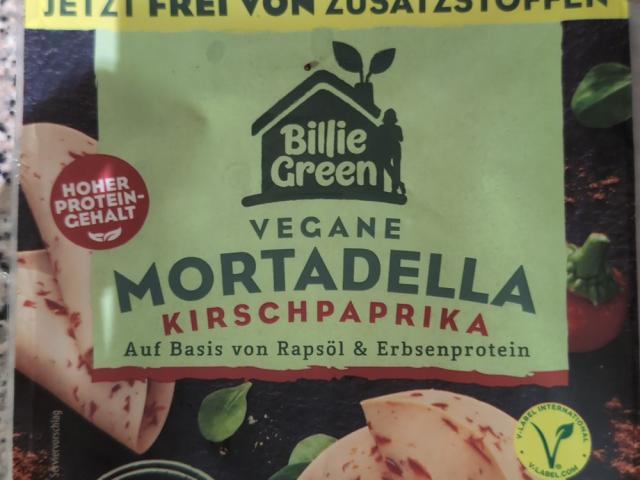 JETZT FREI VON ZUSATZSTOFFEN
Billie
Green
HOHER
PROTEIN-
GEHALT
VEGANE
MORTADELLA
KIRSCHPAPRIKA
Auf Basis von Rapsöl & Erbsenprotein
Serviervorschlag
V-LABEL INTERNATIONAL
V-LABEL.COM